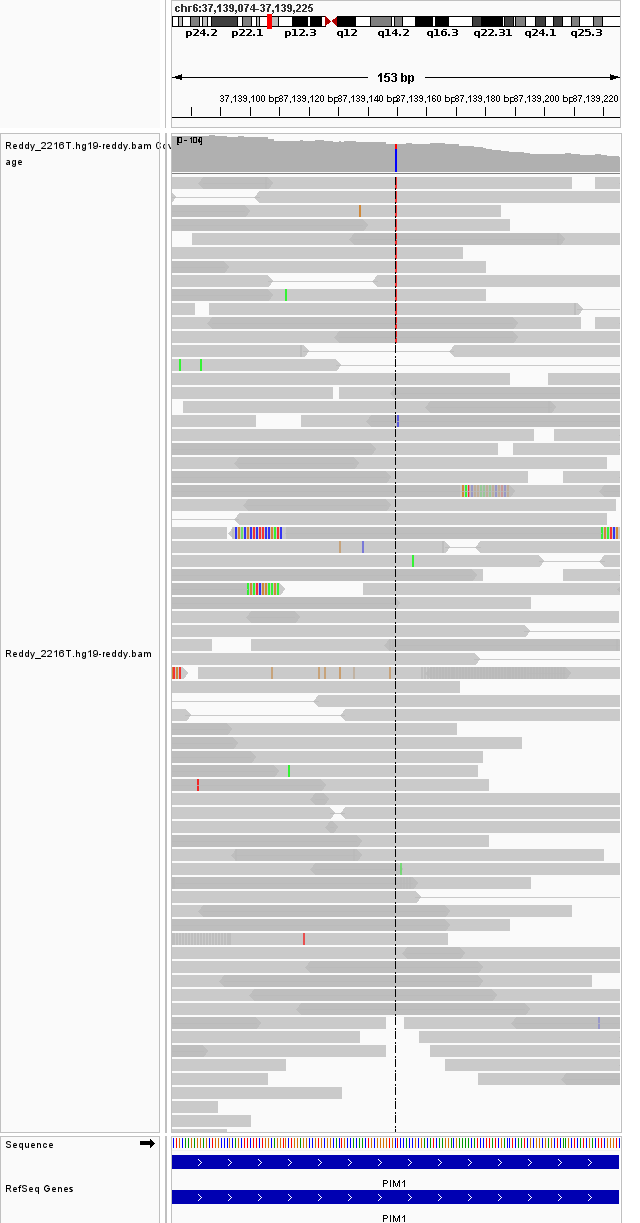 chr6:37,139,074-37,139,225
p24.2 p22.1 p12.3 q12 q14.2 q16.3 q22.31 q24.1 q25.3
153 bp
37,139,100 bp 37,139,120 bp 37,139,140 bp 37,139,160 bp 37,139,180 bp 37,139,200 bp 37,139,220
Reddy_2216T.hg19-reddy.bam Cov
age
Reddy_2216T.hg19-reddy.bam
Sequence
PIM1
RefSeq Genes
PIM1